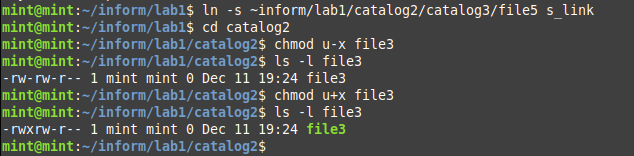 mint@mint:~/inform/lab1$ ln -s ~inform/lab1/catalog2/catalog3/file5 s_link
mint@mint:~/inform/lab1$ cd catalog2
mint@mint:~/inform/lab1/catalog2$ chmod u-x file3
mint@mint:~/inform/lab1/catalog2$ ls -l file3
-rw-rw-r-- 1 mint mint 0 Dec 11 19:24 file3
mint@mint:~/inform/lab1/catalog2$ chmod u+x file3
mint@mint:~/inform/lab1/catalog2$ ls -l file3
-rwxrw-r-- 1 mint mint 0 Dec 11 19:24 file3
mint@mint:~/inform/lab1/catalog2$